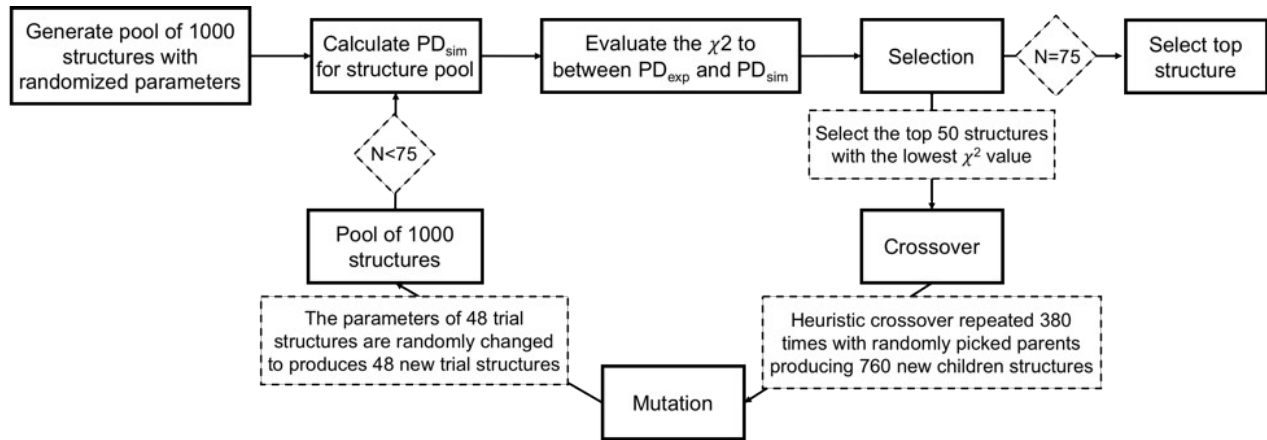 Generate pool of 1000
structures with
randomized parameters
Calculate PDsim
for structure pool
Evaluate the χ2 to
between PDexp and PDsim
Selection
N=75
Select top
structure
Select the top 50 structures
with the lowest χ² value
N<75
Pool of 1000
structures
Crossover
The parameters of 48 trial
structures are randomly changed
to produces 48 new trial structures
Heuristic crossover repeated 380
times with randomly picked parents
producing 760 new children structures
Mutation